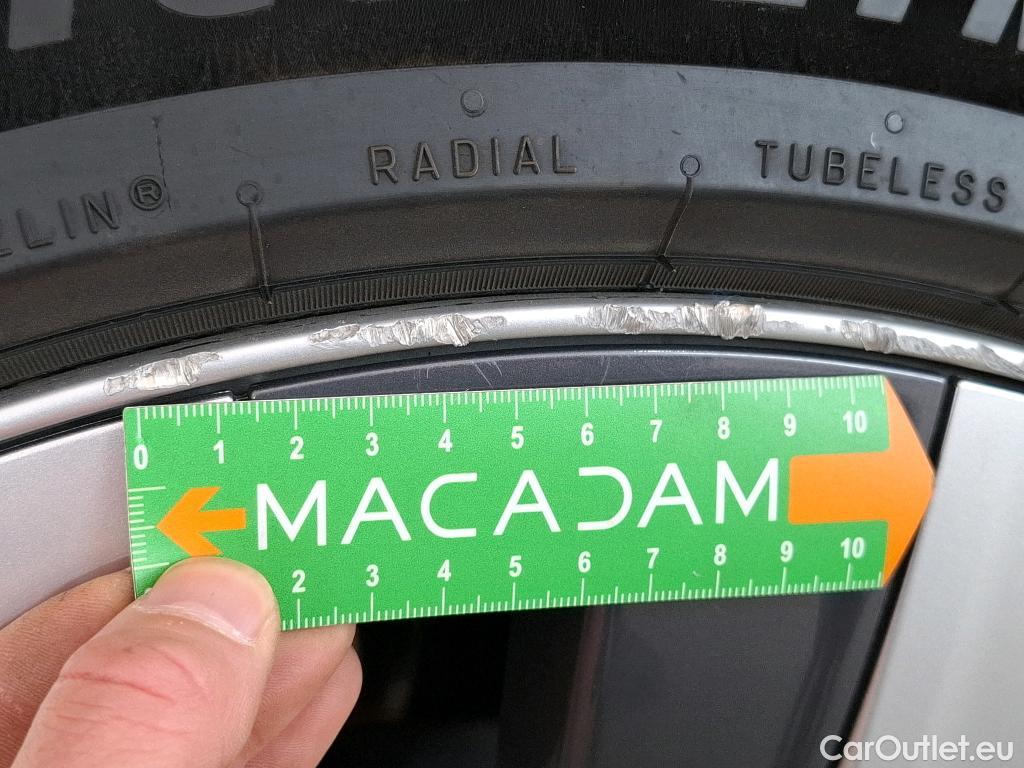 RADIAL
TUBELESS
LLIN®
0 1 2 3 4 5 6 7 8 9 10
MACADAM
2 3 4 5 6 7 8 9 10
CarOutlet.eu